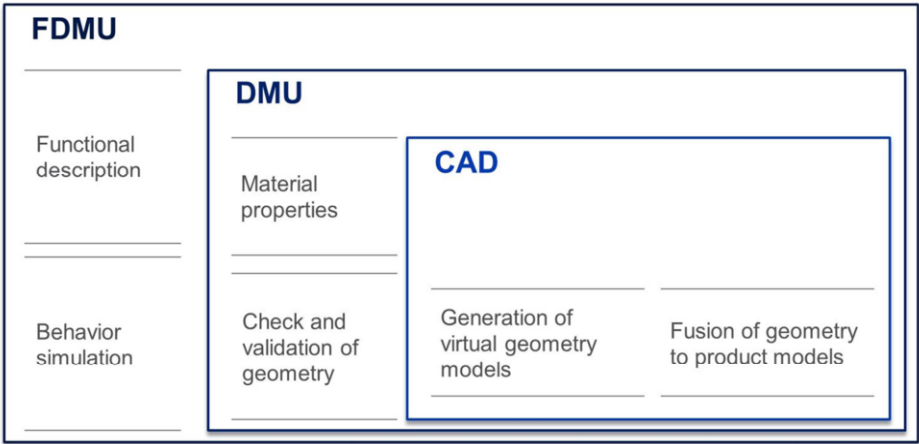 FDMU
Functional
description
Behavior
simulation
DMU
Material
properties
Check and
validation of
geometry
CAD
Generation of
virtual geometry
models
Fusion of geometry
to product models